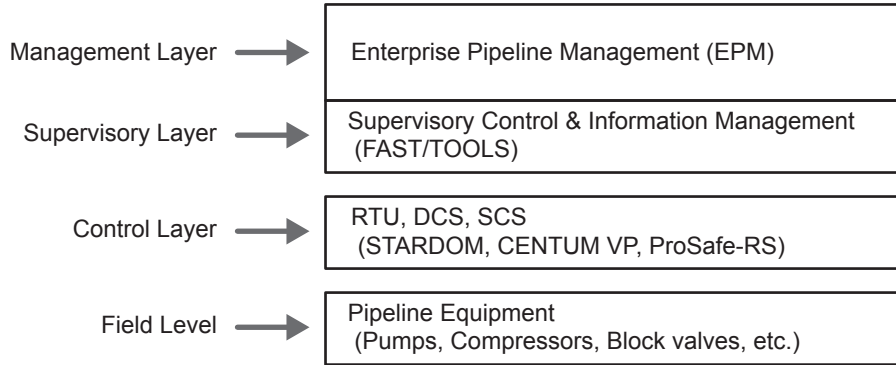 Management Layer
Enterprise Pipeline Management (EPM)
Supervisory Layer
Supervisory Control & Information Management
(FAST/TOOLS)
Control Layer
RTU, DCS, SCS
(STARDOM, CENTUM VP, ProSafe-RS)
Field Level
Pipeline Equipment
(Pumps, Compressors, Block valves, etc.)